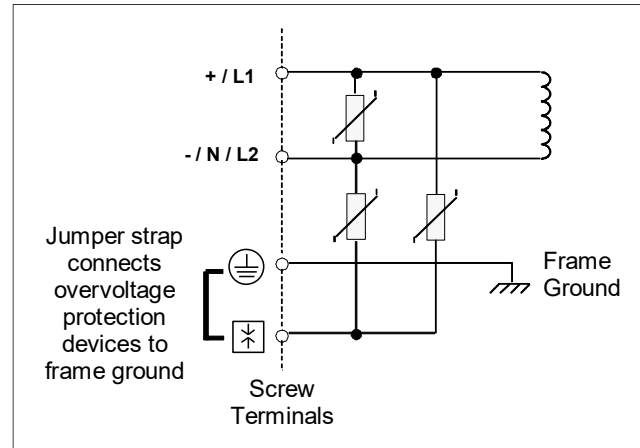 + / L1
- / N / L2
Jumper strap
connects
overvoltage
protection
devices to
frame ground
Frame
Ground
Screw
Terminals